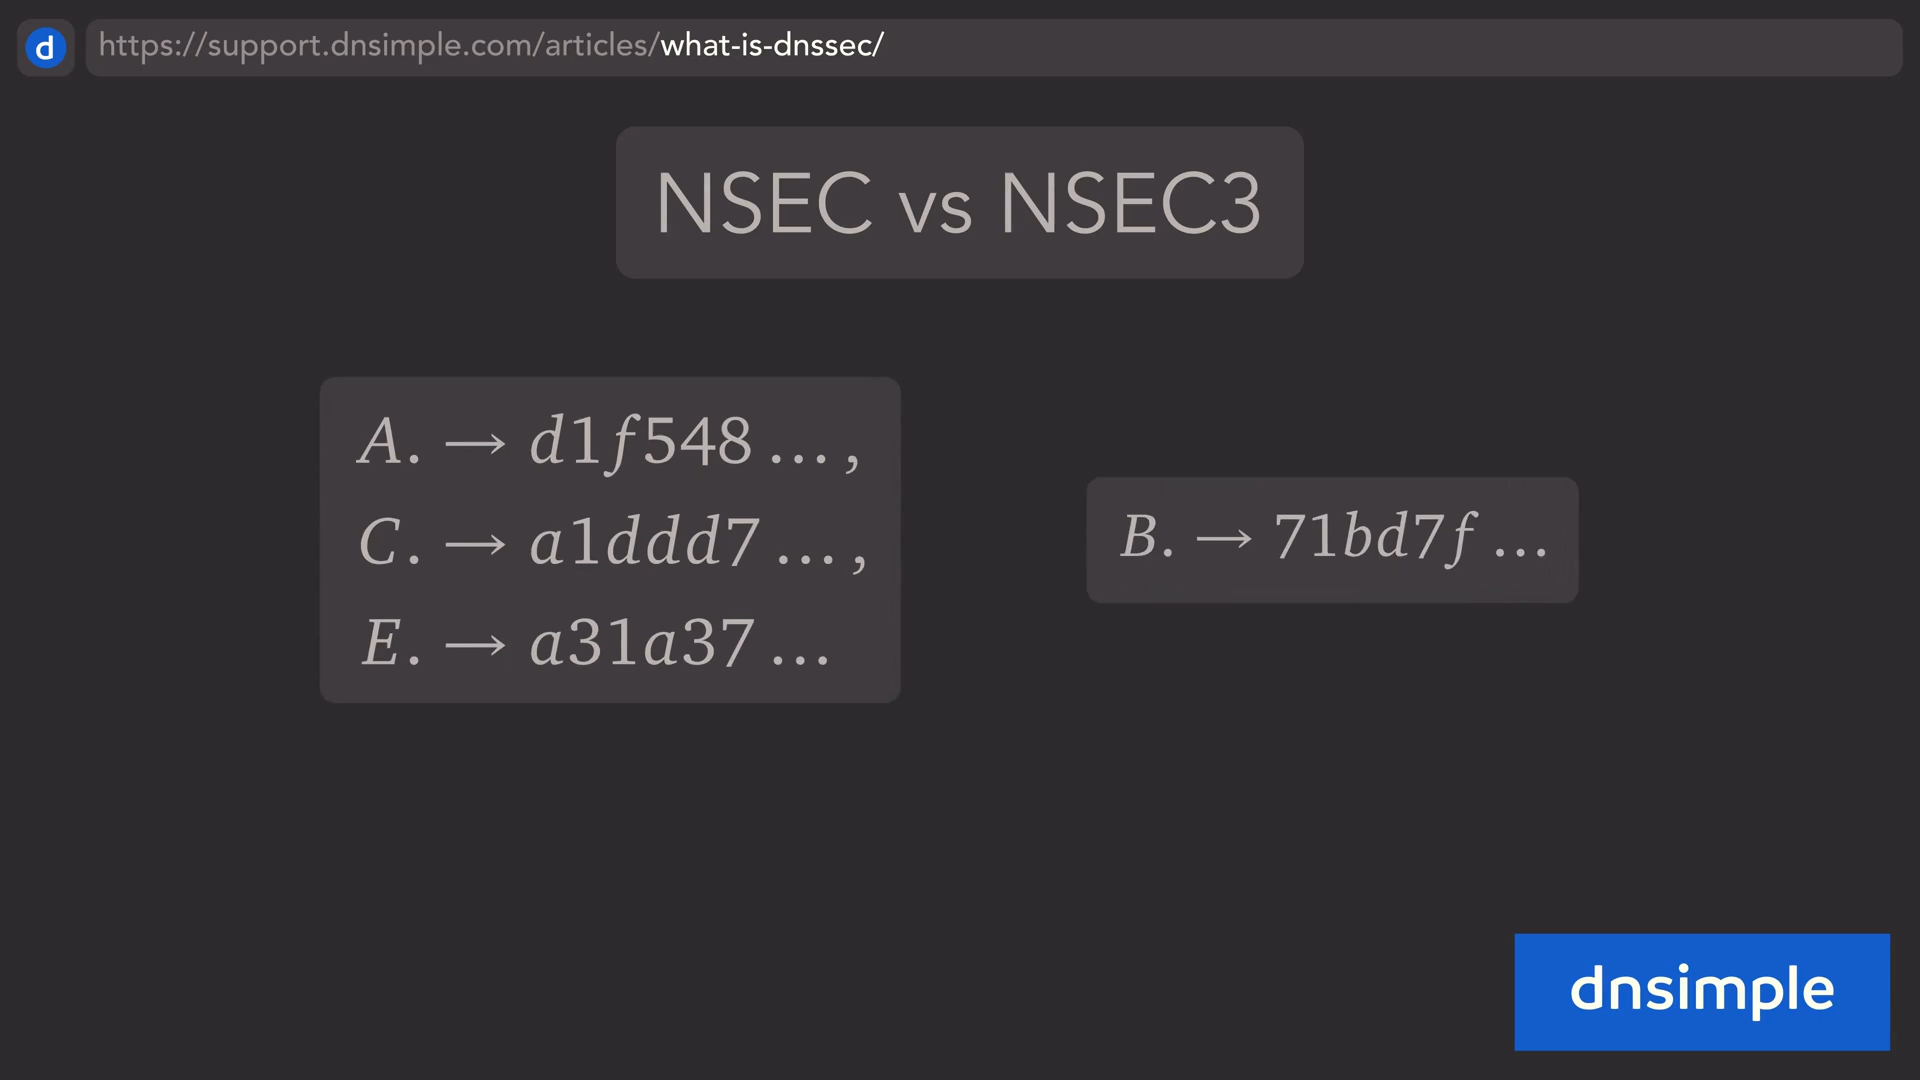 d
https://support.dnsimple.com/articles/what-is-dnssec/
NSEC vs NSEC3
A. → d1f548 ... ,
C. → a1ddd7 ... ,
E. → a31a37 ...
B. → 71bd7f ...
dnsimple